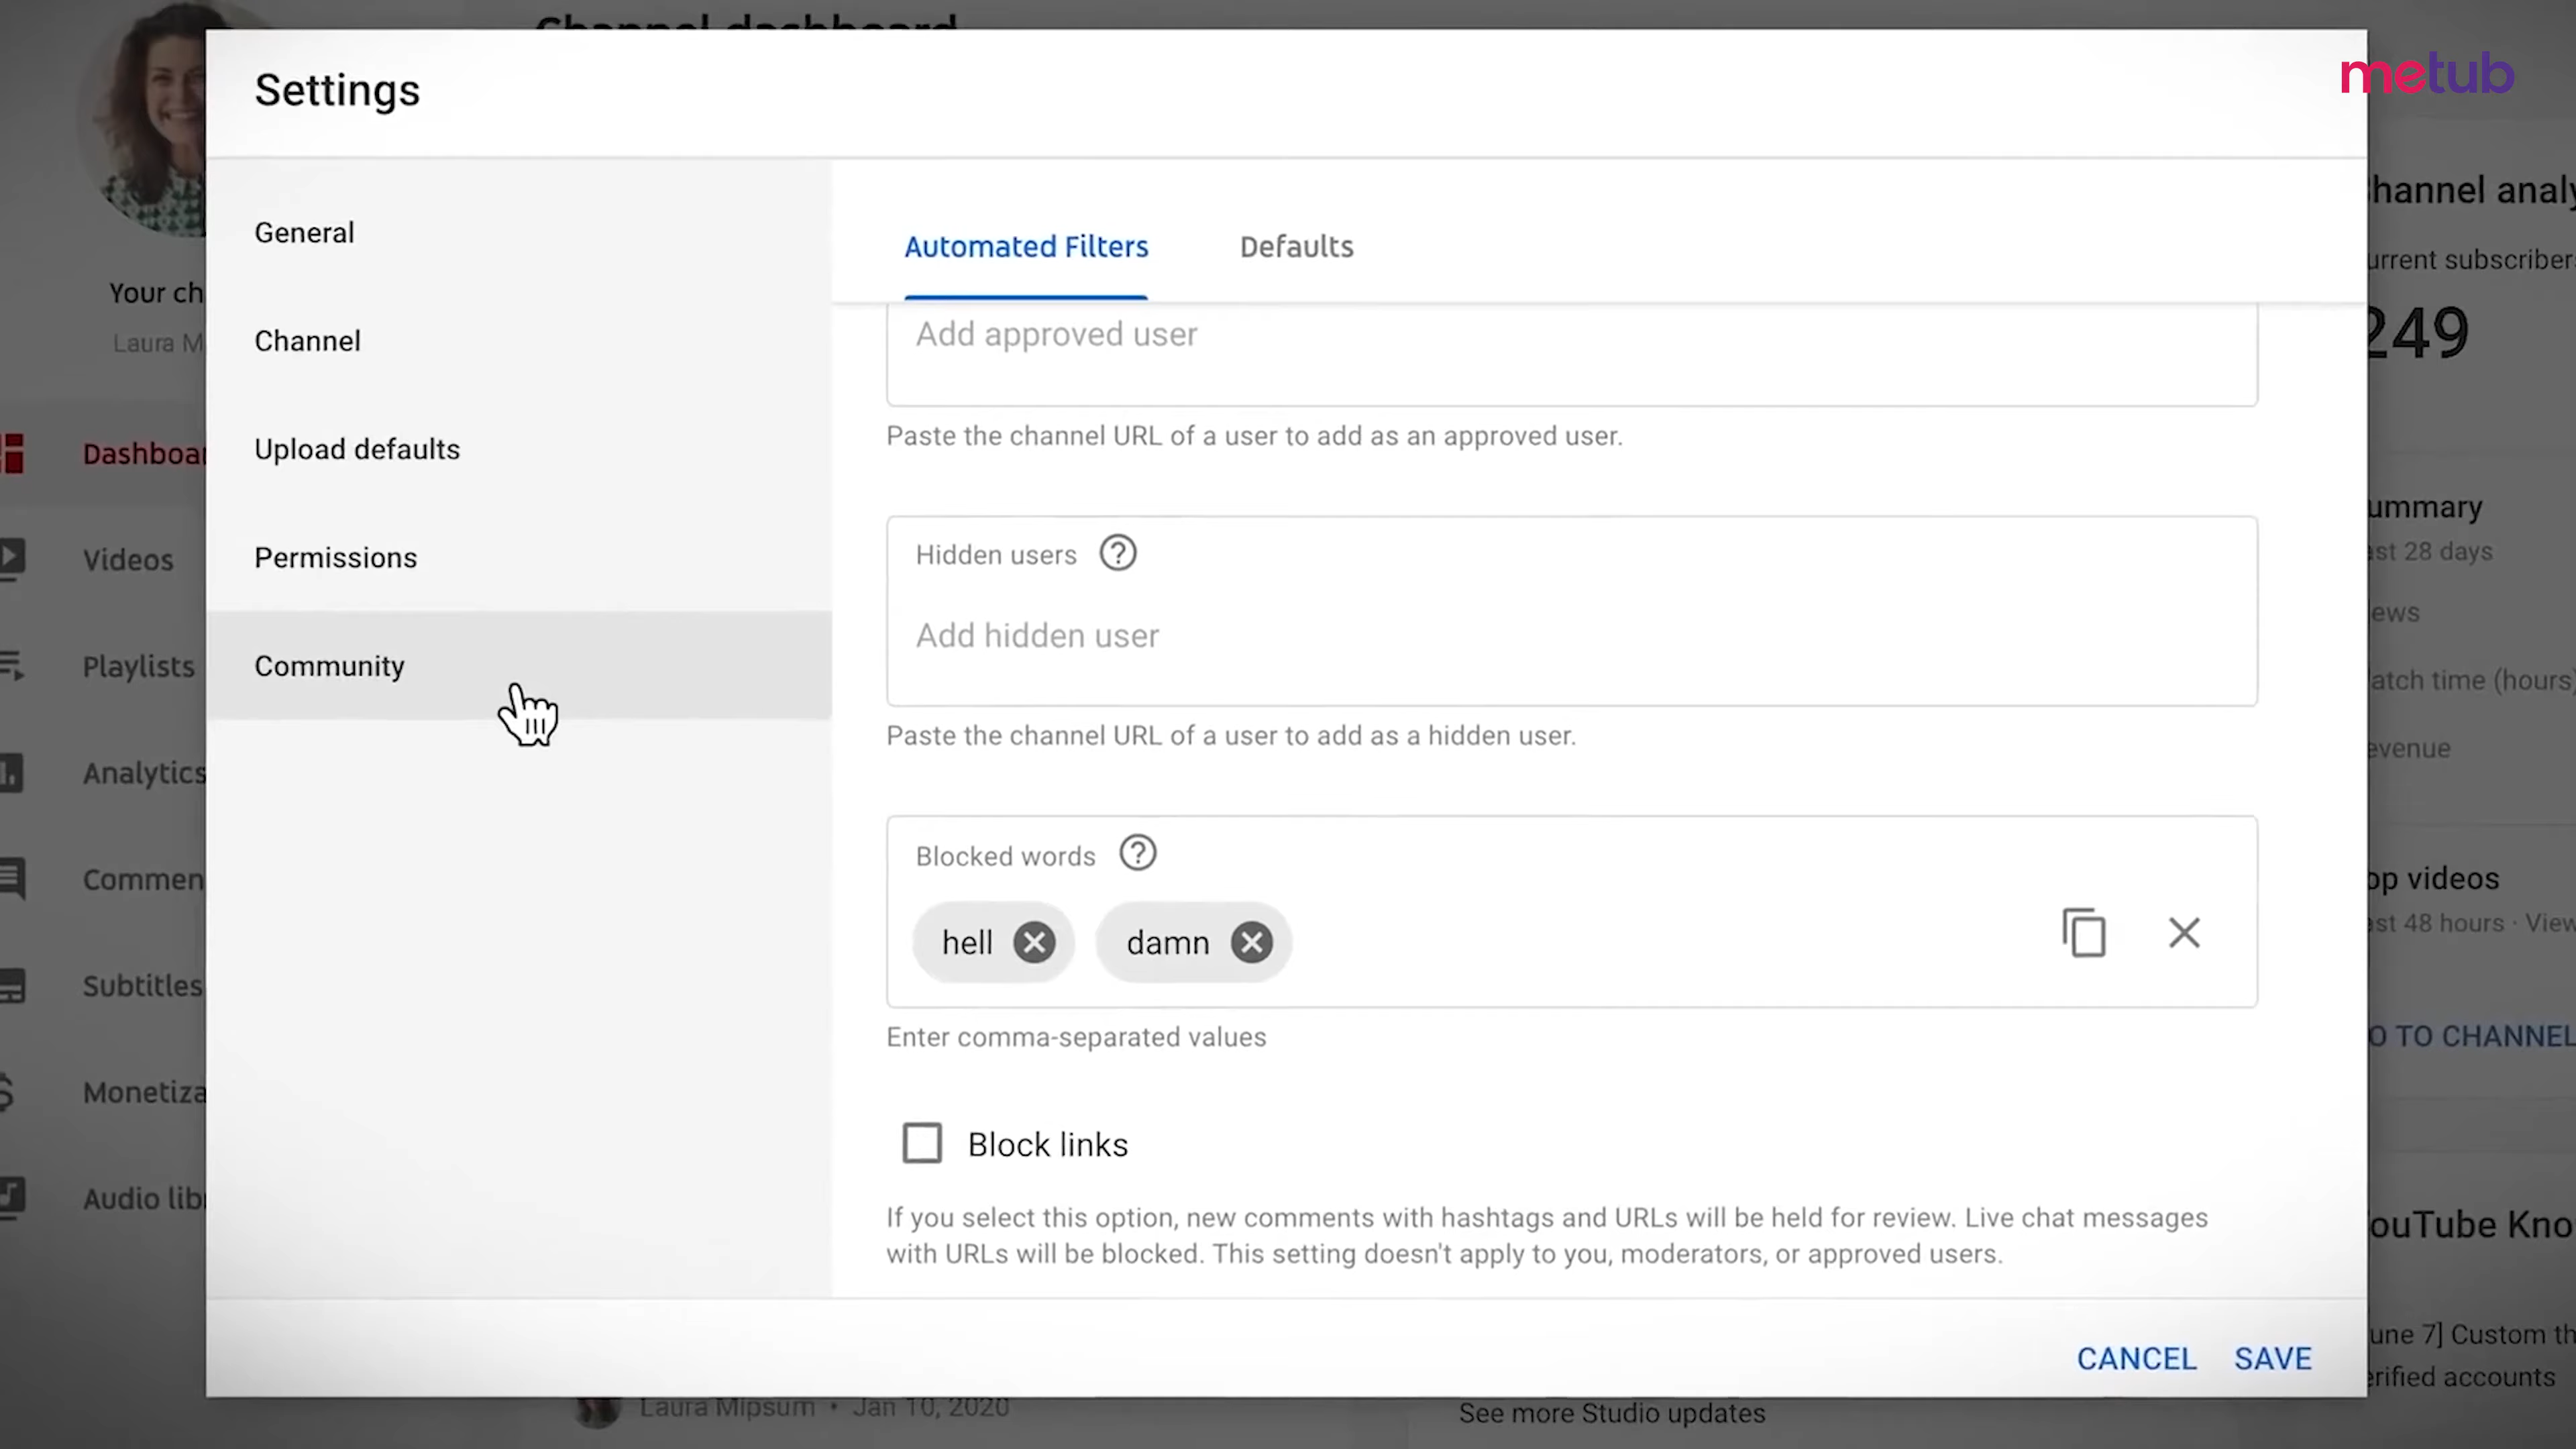 Channel dashboard
metub
Settings
General
Channel
Upload defaults
Permissions
Community
Automated Filters
Defaults
Add approved user
Paste the channel URL of a user to add as an approved user.
Hidden users
Add hidden user
Paste the channel URL of a user to add as a hidden user.
Blocked words
hell
damn
Enter comma-separated values
Block links
If you select this option, new comments with hashtags and URLs will be held for review. Live chat messages
with URLs will be blocked. This setting doesn't apply to you, moderators, or approved users.
CANCEL
SAVE
Your ch
Laura M
Dashboar
Videos
Playlists
Analytics
Commen
Subtitles
Monetiza
Audio lib
hannel analy
urrent subscriber
249
ummary
ast 28 days
ews
atch time (hours)
evenue
op videos
ast 48 hours · View
O TO CHANNEL
ouTube Kno
une 7] Custom th
erified accounts
Laura Mipsum • Jan 10, 2020
See more Studio updates